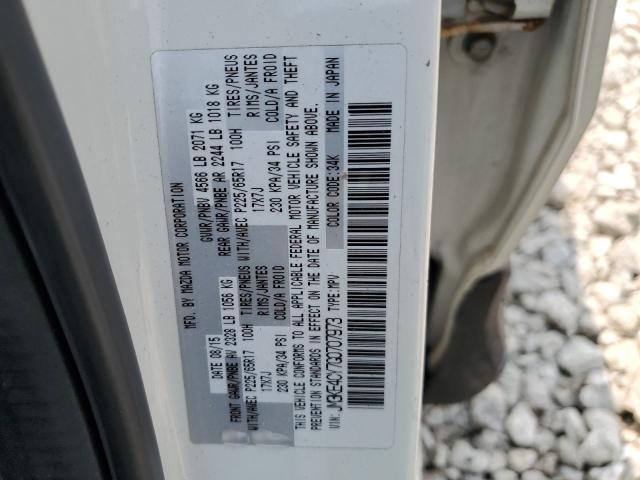 MFD. BY MAZDA MOTOR CORPORATION
DATE 08/15 GVWR/PNBV 4566 LB 2071 KG
FRONT GAWR/PNBE AV 2328 LB 1056 KG REAR GAWR/PNBE AR 2244 LB 1018 KG
WITH/AVEC P225/65R17 100H TIRES/PNEUS WITH/AVEC P225/65R17 100H TIRES/PNEUS
17X7J RIMS/JANTES 17X7J RIMS/JANTES
230 KPA/34 PSI COLD/A FROID 230 KPA/34 PSI COLD/A FROID
THIS VEHICLE CONFORMS TO ALL APPLICABLE FEDERAL MOTOR VEHICLE SAFETY AND THEFT
PREVENTION STANDARDS IN EFFECT ON THE DATE OF MANUFACTURE SHOWN ABOVE.
VIN: JM3KE4CY7G0707973 TYPE:MPV COLOR CODE:34K MADE IN JAPAN